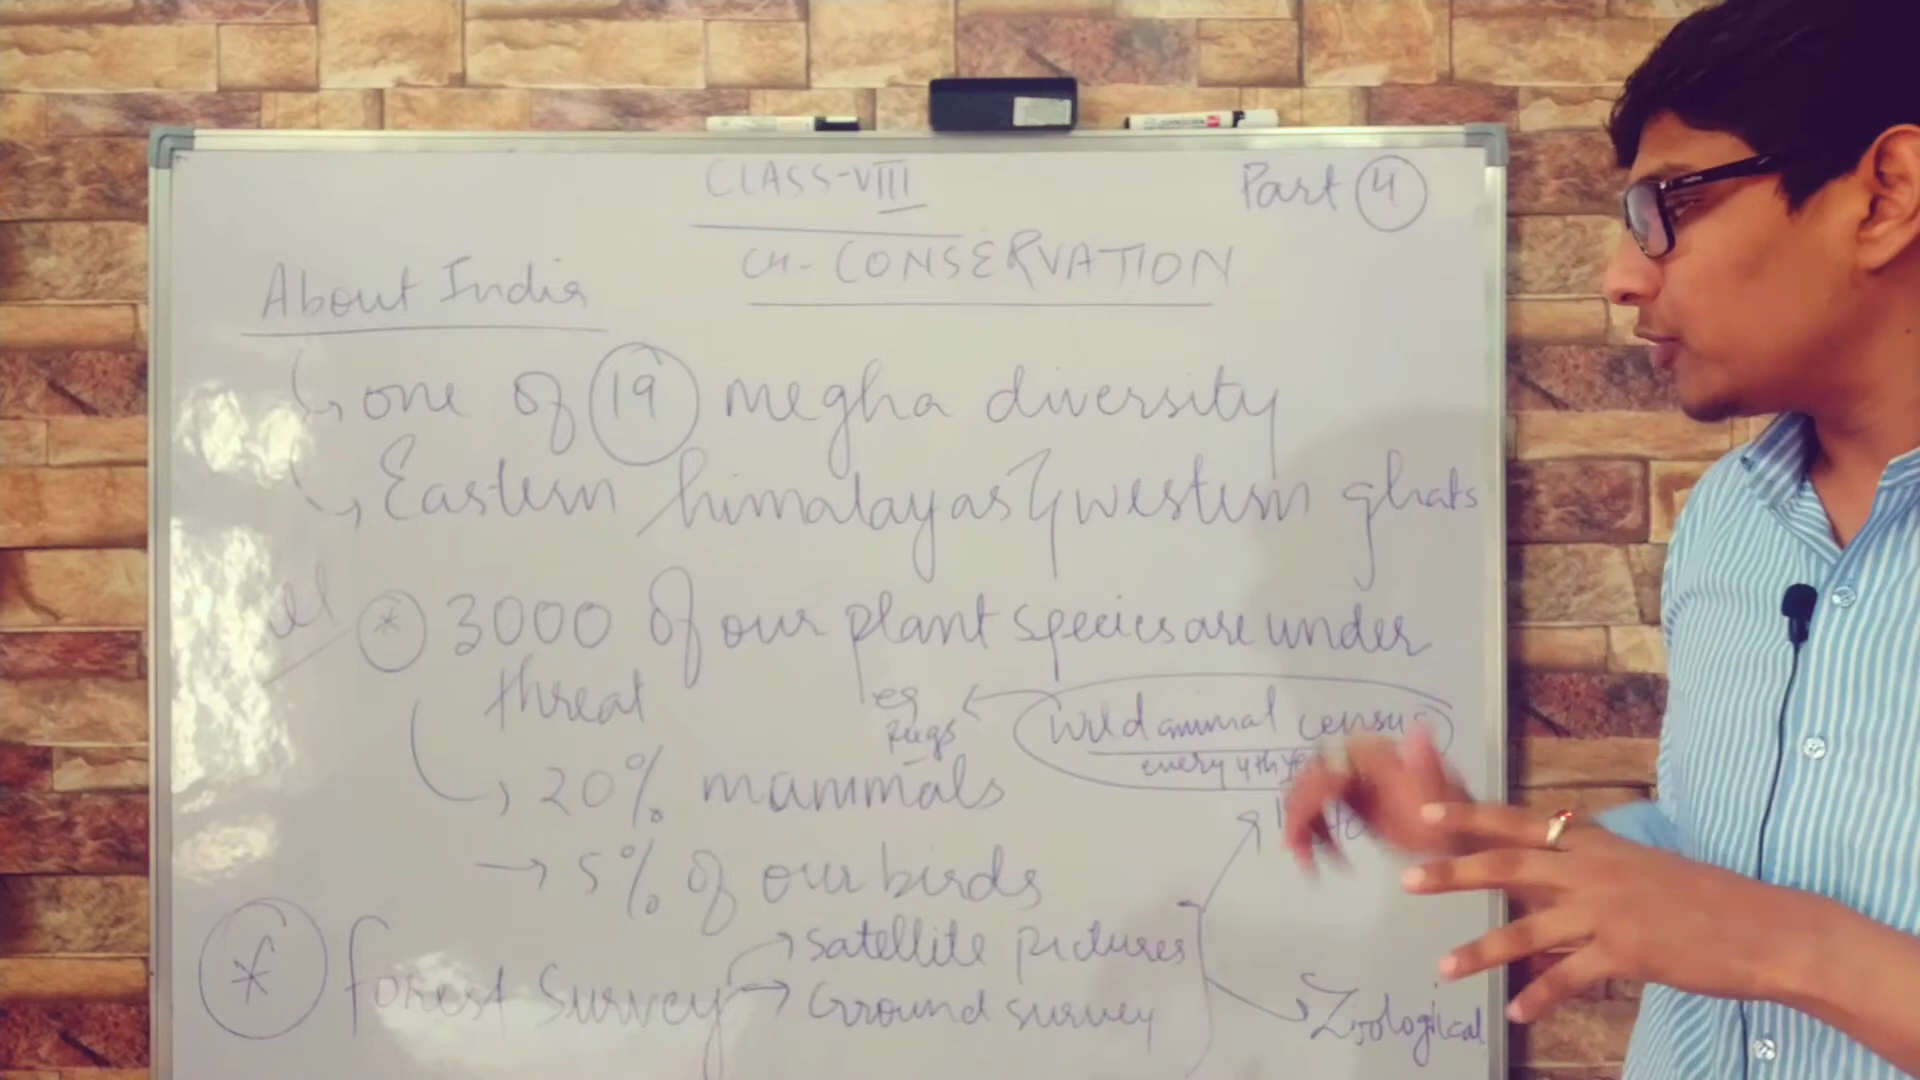 CLASS-VIII
Part 4
CH- CONSERVATION
About India
one of 19 megha diversity
Eastern himalayas & western ghats
* 3000 of our plant species are under
threat
eg
wild animal census
every 4th
20% mammals
5% of our birds
* forest survey
satellite pictures
Ground survey
Zoological